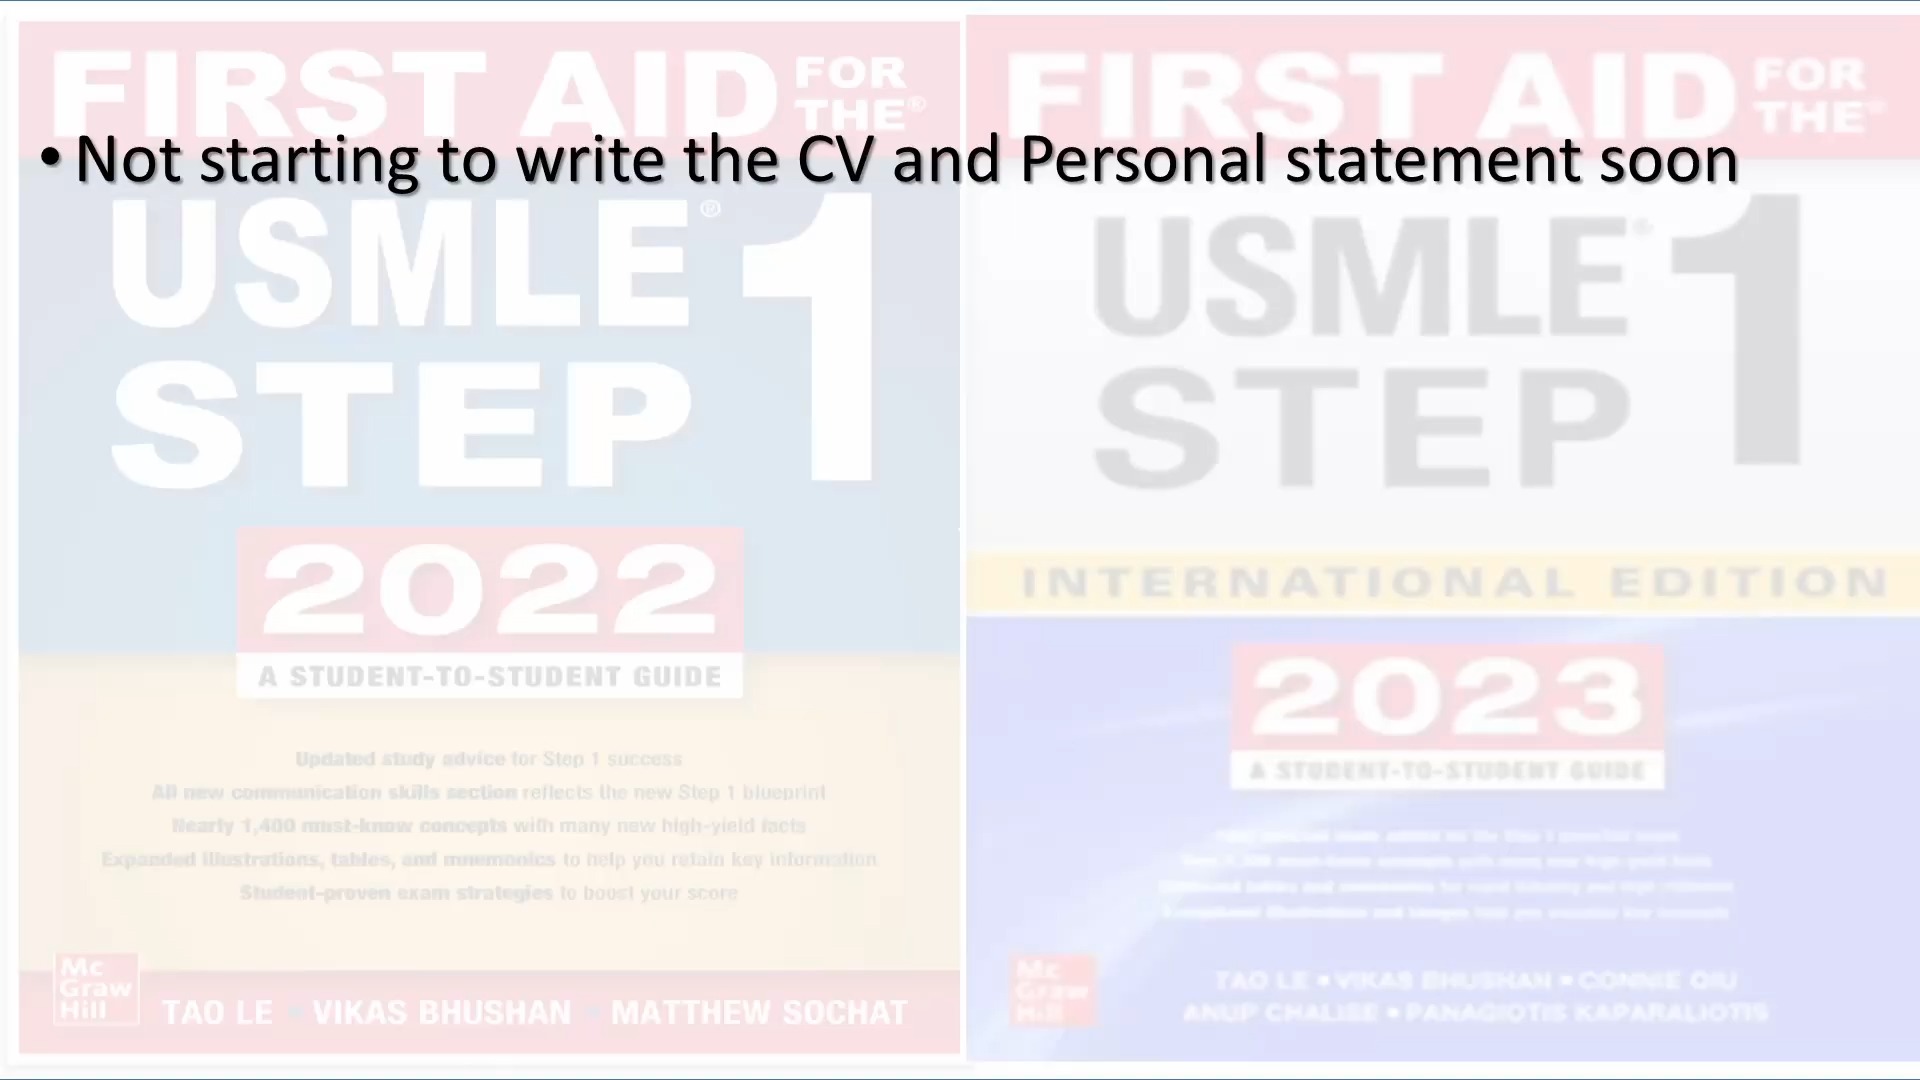 FIRST AID FOR THE®
• Not starting to write the CV and Personal statement soon
USMLE® 1
STEP
2022
A STUDENT-TO-STUDENT GUIDE
Updated study advice for Step 1 success
All new communication skills section reflects the new Step 1 blueprint
Nearly 1,400 must-know concepts with many new high-yield facts
Expanded illustrations, tables, and mnemonics to help you retain key information
Student-proven exam strategies to boost your score
Mc
Graw
Hill
TAO LE • VIKAS BHUSHAN • MATTHEW SOCHAT
FIRST AID FOR THE®
USMLE® 1
STEP
INTERNATIONAL EDITION
2023
A STUDENT-TO-STUDENT GUIDE
Mc
Graw
Hill
TAO LE • VIKAS BHUSHAN • CONNIE QIU
ANUP CHALISE • PANAGIOTIS KAPARALIOTIS